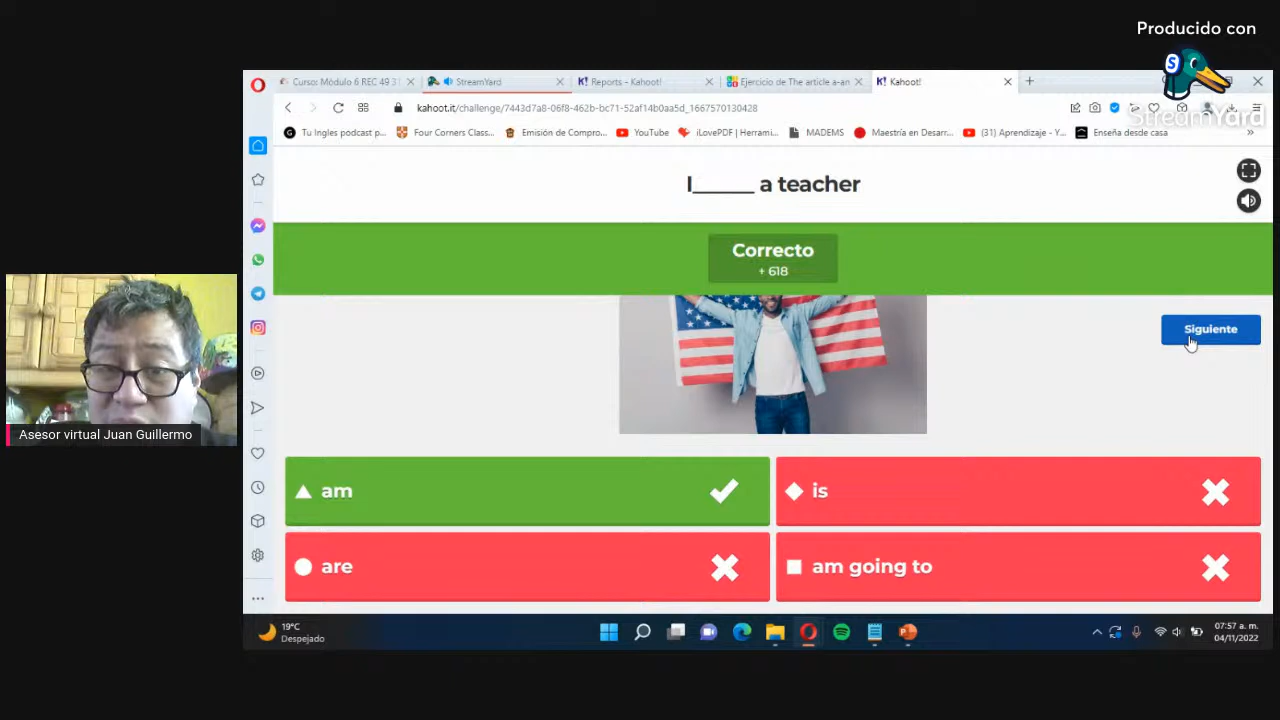 Producido con
StreamYard
Curso: Módulo 6 REC 49 3 1
StreamYard
K! Reports - Kahoot!
Ejercicio de The article a-an
K! Kahoot!
kahoot.it/challenge/7443d7a8-06f8-462b-bc71-52af14b0aa5d_1667570130428
Tu Ingles podcast p...
Four Corners Class...
Emisión de Compro...
YouTube
iLovePDF | Herrami...
MADEMS
Maestría en Desarr...
(31) Aprendizaje - Y...
Enseña desde casa
»
I______ a teacher
Correcto
+ 618
Siguiente
am
is
are
am going to
Asesor virtual Juan Guillermo
19°C
Despejado
07:57 a. m.
04/11/2022